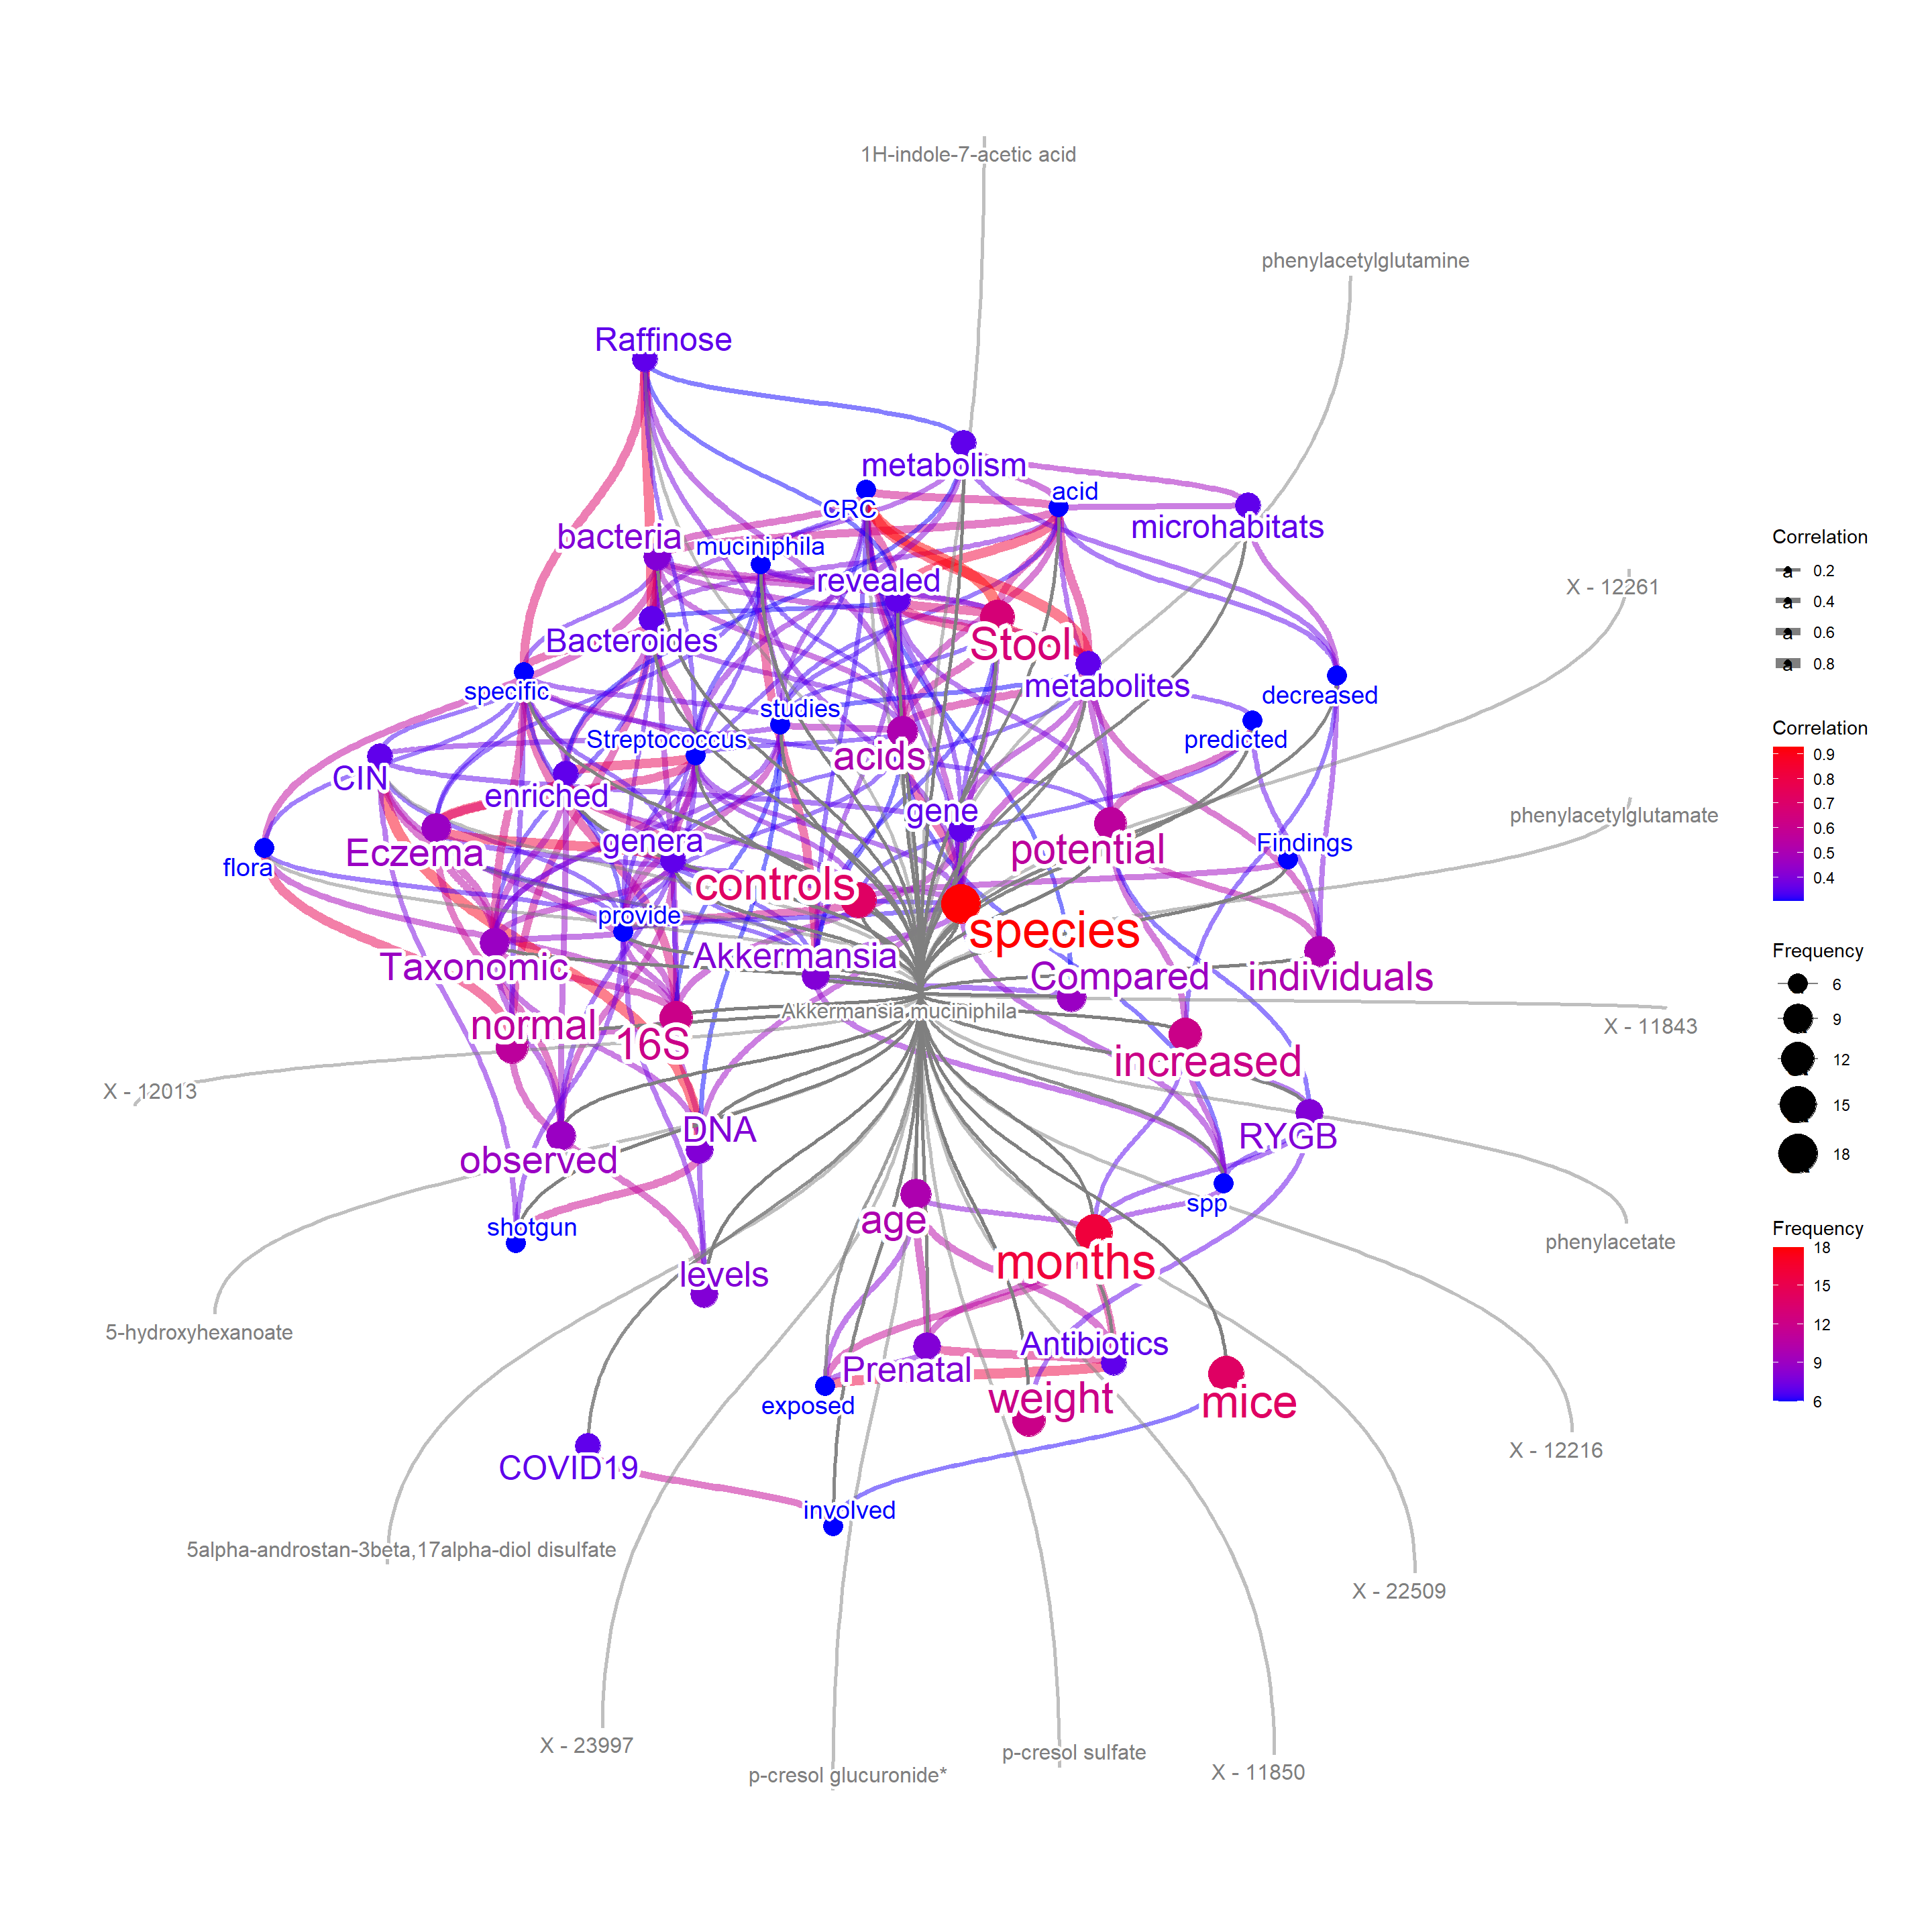 1H-indole-7-acetic acid
phenylacetylglutamine
Raffinose
metabolism
acid
CRC
microhabitats
bacteria
muciniphila
revealed
X - 12261
Bacteroides
Stool
metabolites
specific
decreased
studies
Streptococcus
predicted
acids
CIN
enriched
gene
phenylacetylglutamate
genera
Eczema
potential
Findings
flora
controls
provide
species
Akkermansia
Taxonomic
Compared
individuals
Akkermansia muciniphila
normal
X - 11843
16S
increased
X - 12013
DNA
RYGB
observed
spp
age
shotgun
phenylacetate
months
levels
5-hydroxyhexanoate
Antibiotics
Prenatal
weight
mice
exposed
X - 12216
COVID19
involved
5alpha-androstan-3beta,17alpha-diol disulfate
X - 22509
X - 23997
p-cresol sulfate
X - 11850
p-cresol glucuronide*
Correlation
a 0.2
a 0.4
a 0.6
a 0.8
Correlation
0.9
0.8
0.7
0.6
0.5
0.4
Frequency
6
9
12
15
18
Frequency
18
15
12
9
6